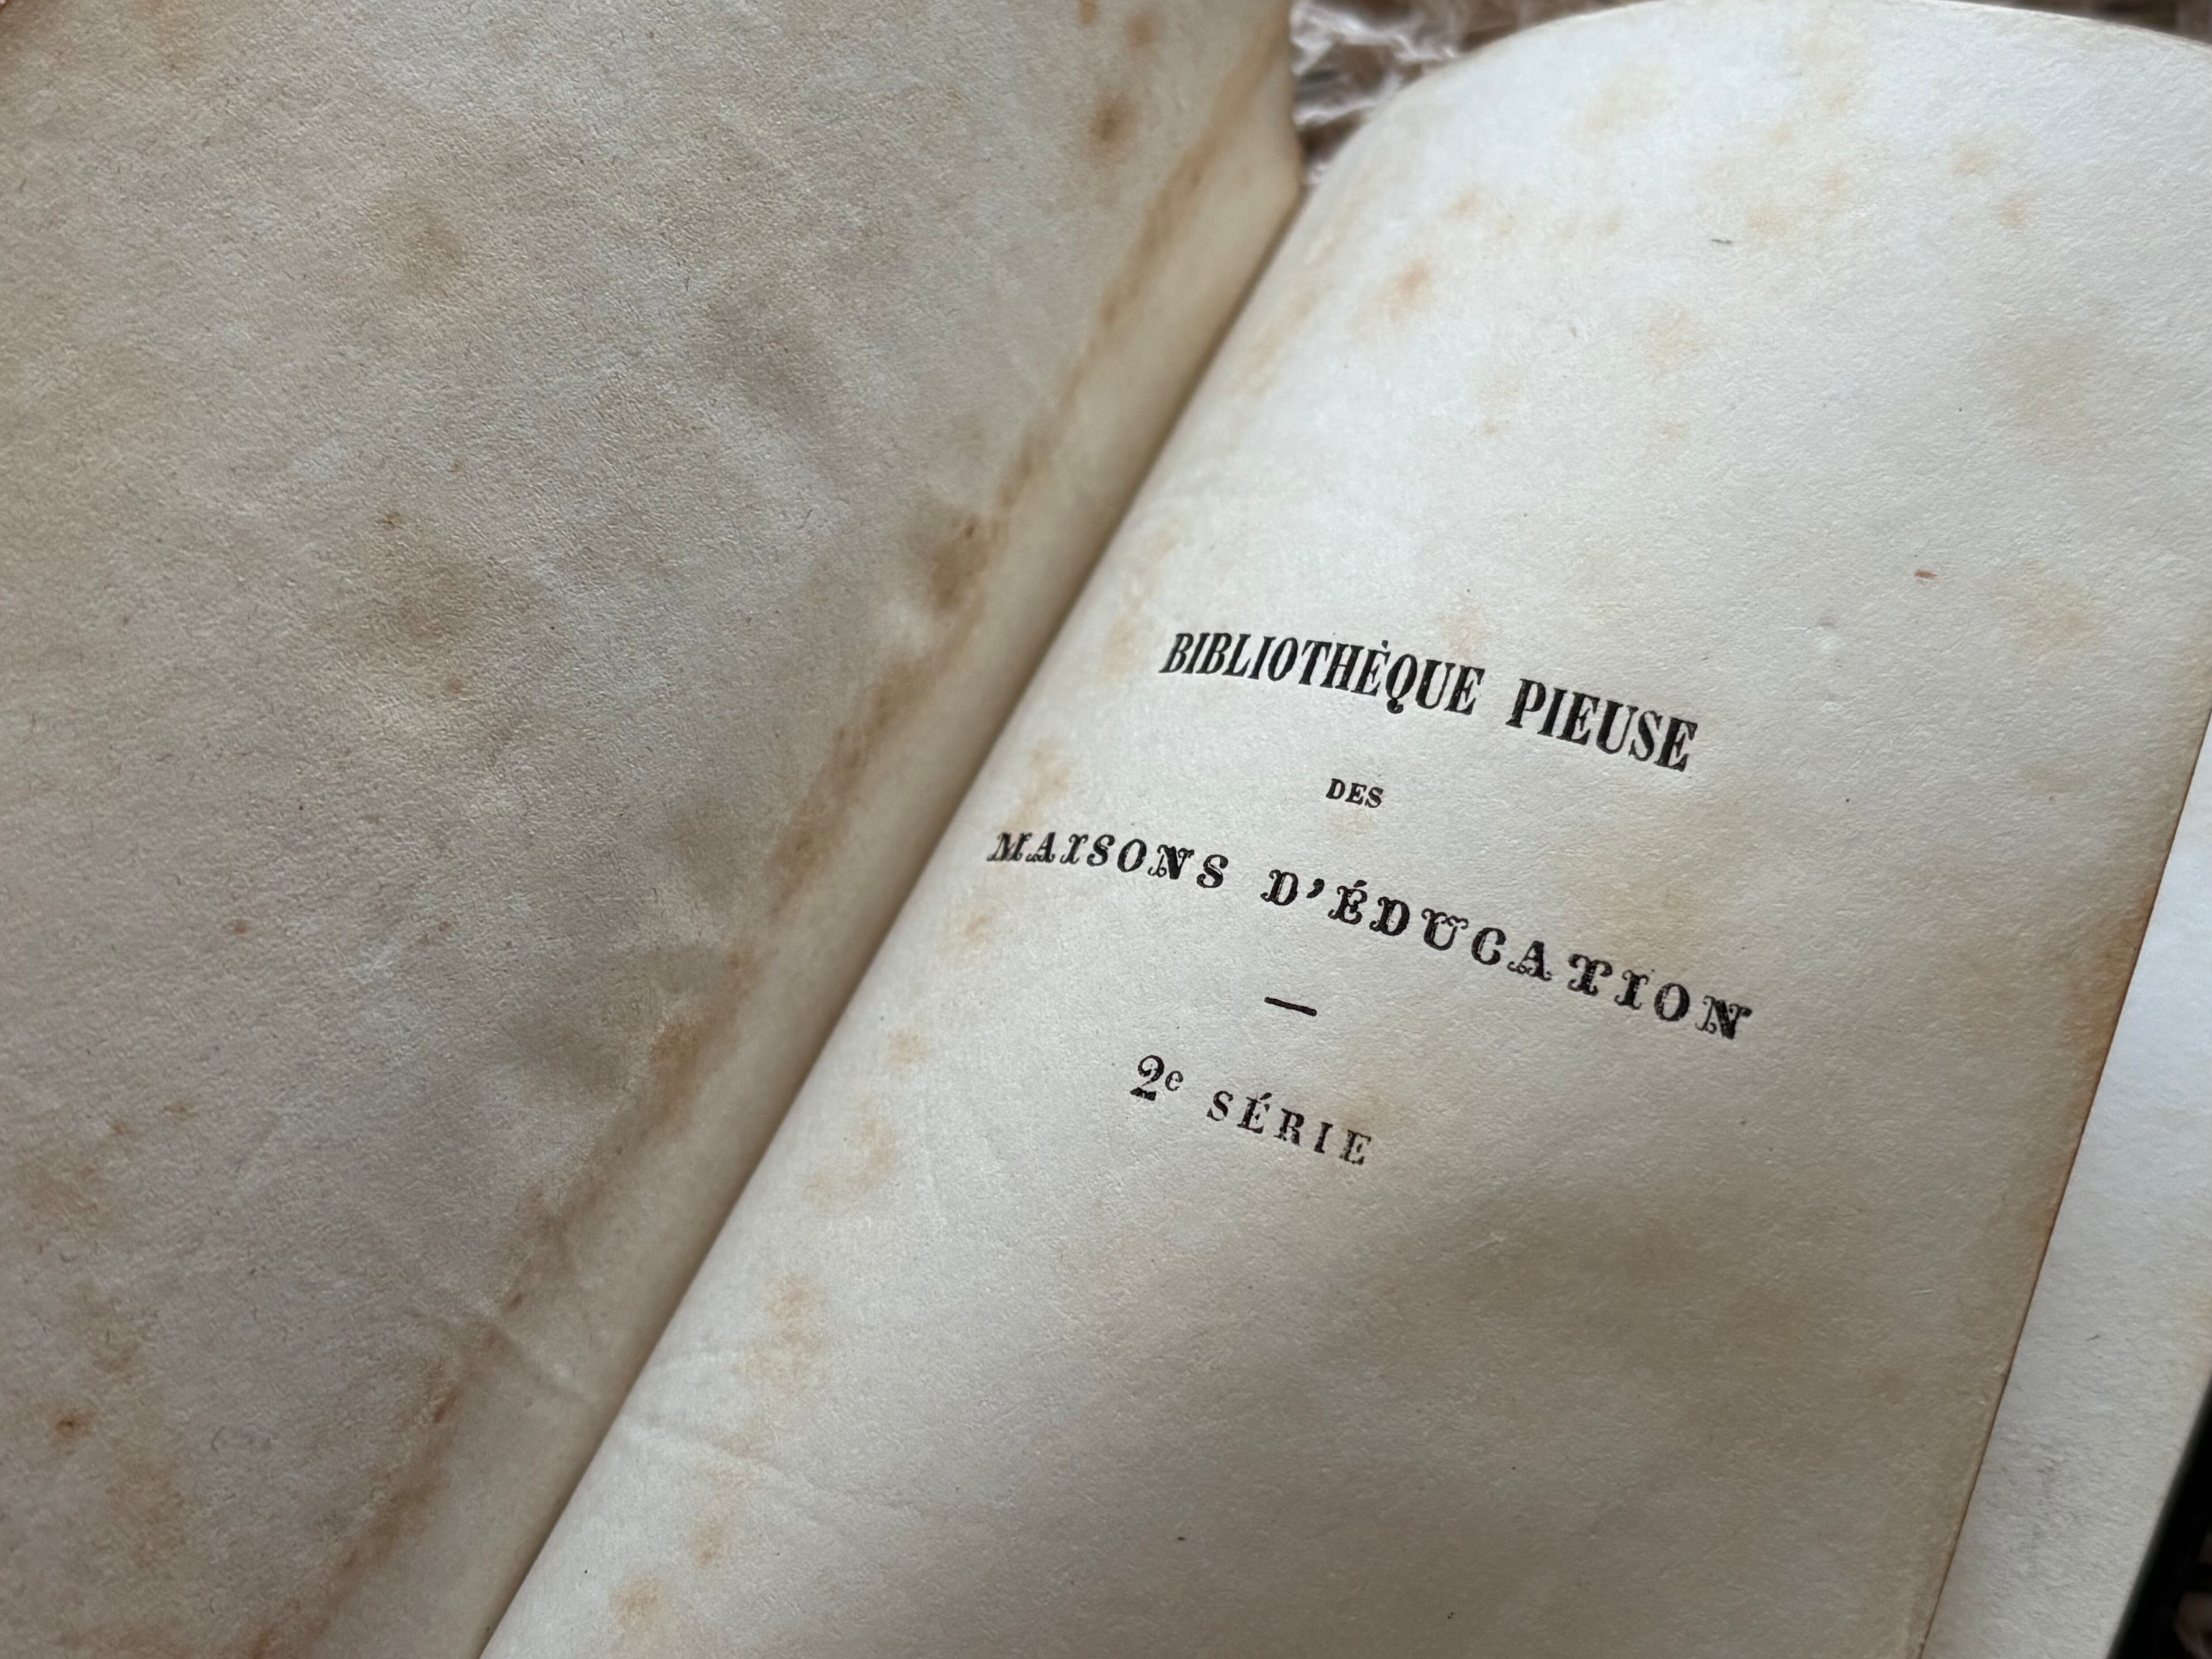 BIBLIOTHÈQUE PIEUSE
DES
MAISONS D'ÉDUCATION
—
2e SÉRIE